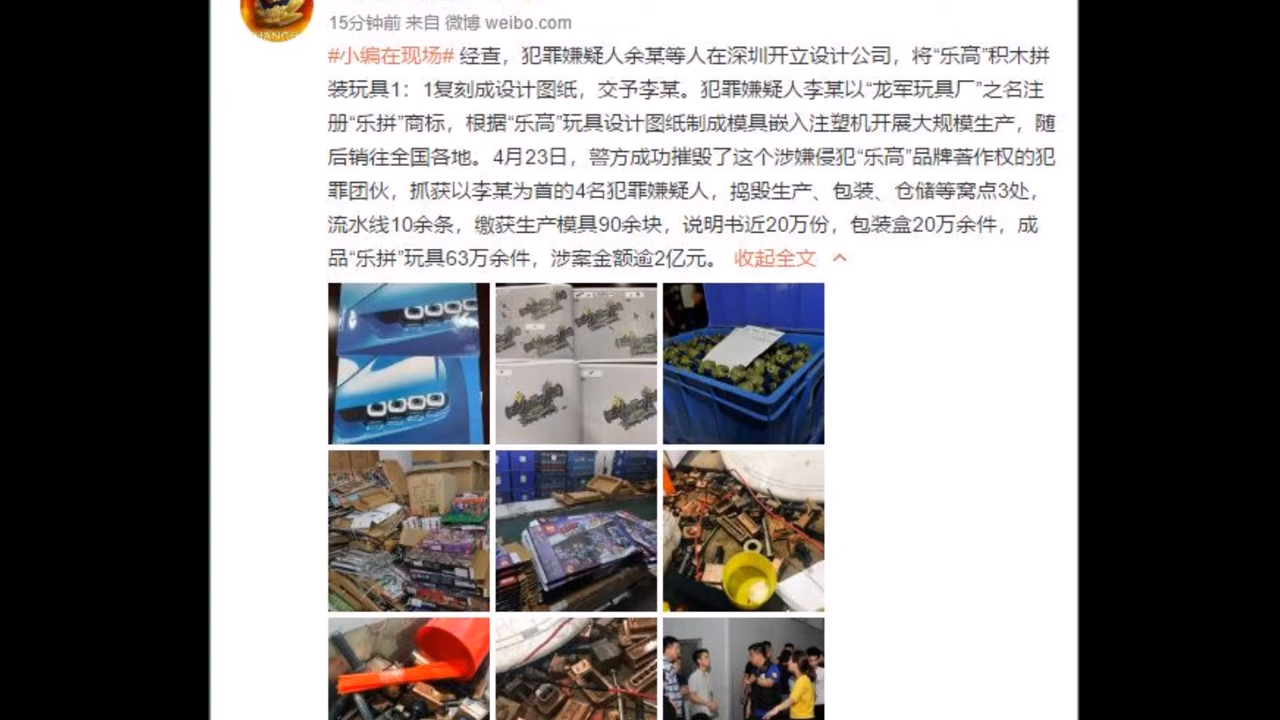 15分钟前 来自 微博 weibo.com
#小编在现场# 经查，犯罪嫌疑人余某等人在深圳开立设计公司，将“乐高”积木拼
装玩具1：1复刻成设计图纸，交予李某。犯罪嫌疑人李某以“龙军玩具厂”之名注
册“乐拼”商标，根据“乐高”玩具设计图纸制成模具嵌入注塑机开展大规模生产，随
后销往全国各地。4月23日，警方成功摧毁了这个涉嫌侵犯“乐高”品牌著作权的犯
罪团伙，抓获以李某为首的4名犯罪嫌疑人，捣毁生产、包装、仓储等窝点3处，
流水线10余条，缴获生产模具90余块，说明书近20万份，包装盒20万余件，成
品“乐拼”玩具63万余件，涉案金额逾2亿元。 收起全文